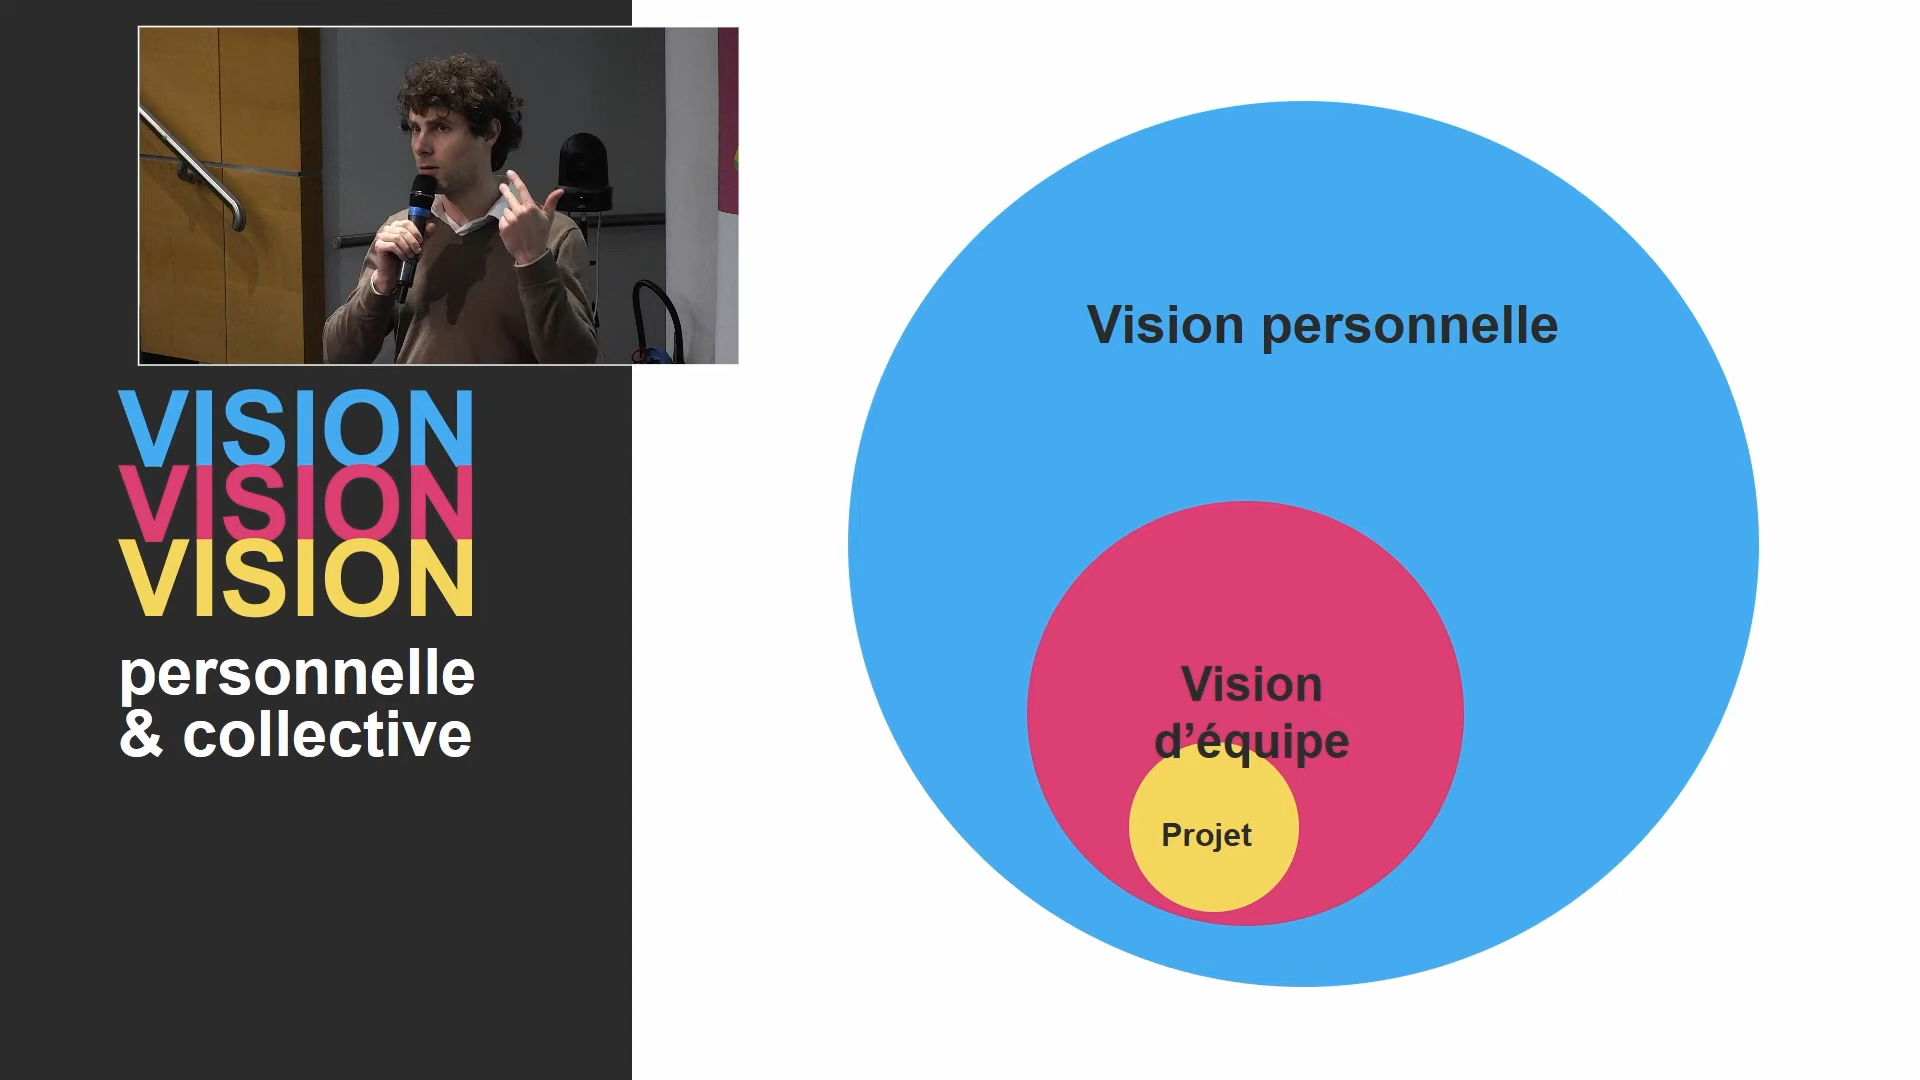 VISION
VISION
VISION
personnelle
& collective
Vision personnelle
Vision
d’équipe
Projet